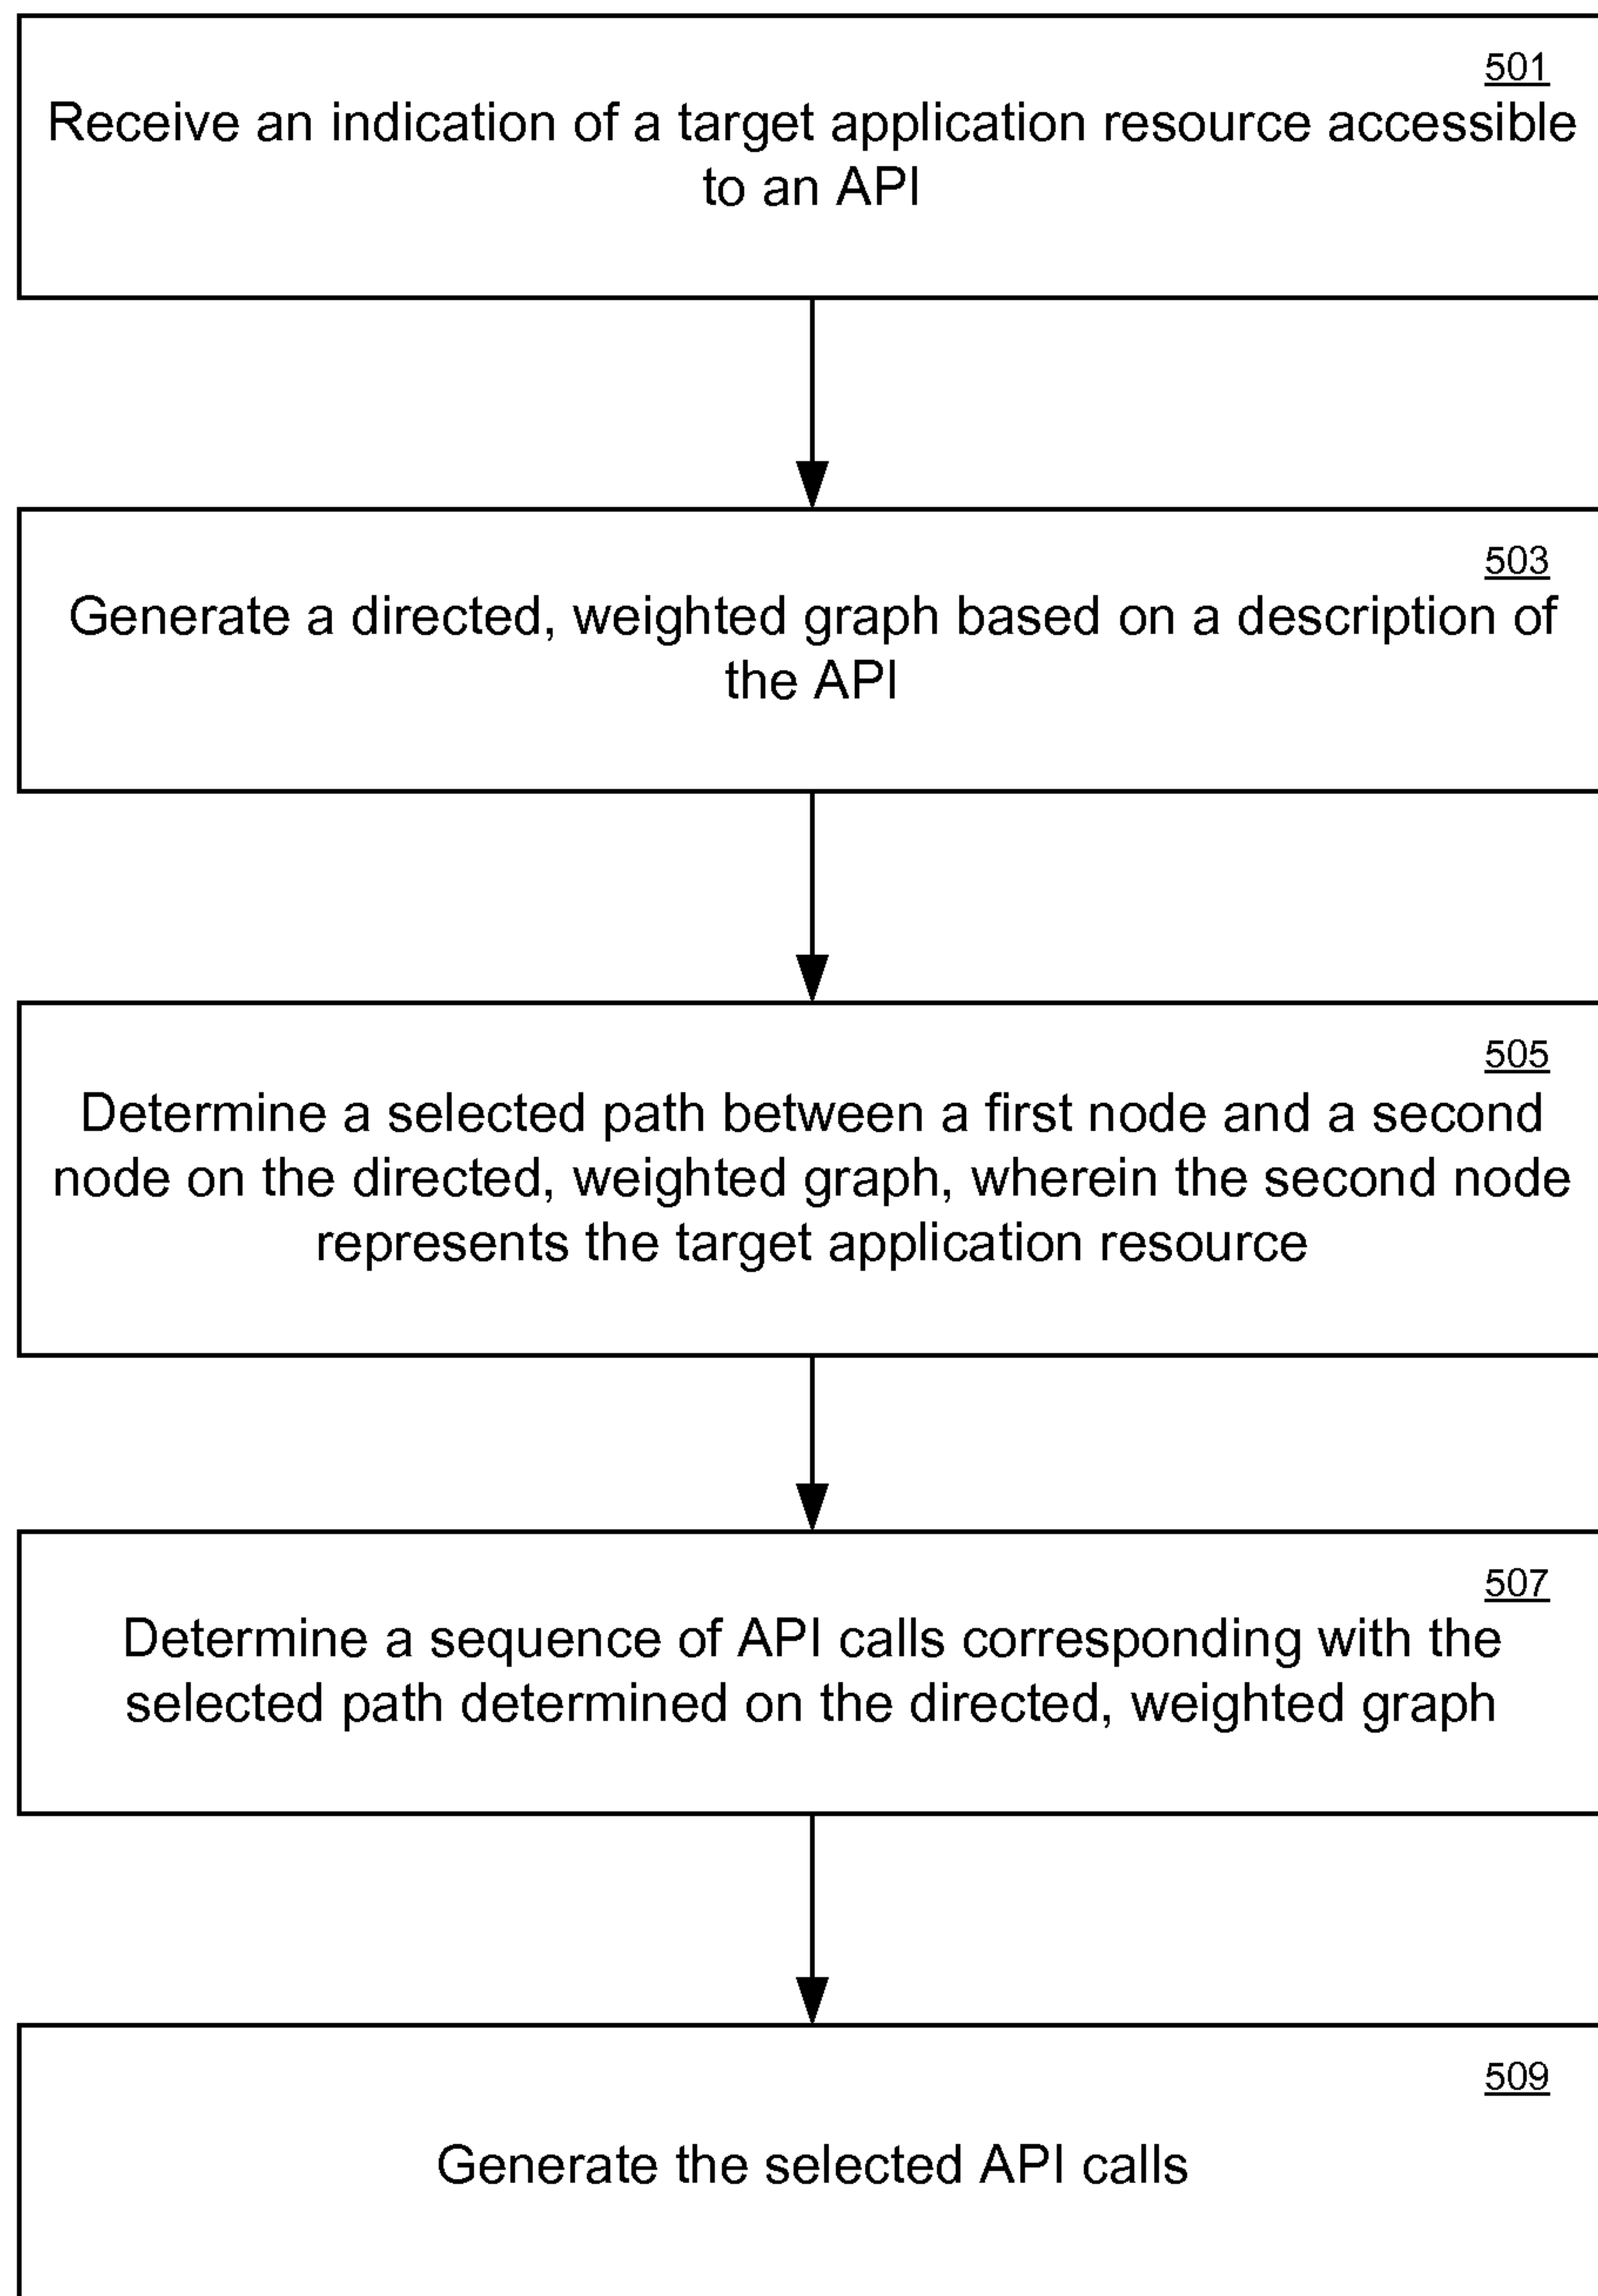 501
Receive an indication of a target application resource accessible
to an API
503
Generate a directed, weighted graph based on a description of
the API
505
Determine a selected path between a first node and a second
node on the directed, weighted graph, wherein the second node
represents the target application resource
507
Determine a sequence of API calls corresponding with the
selected path determined on the directed, weighted graph
509
Generate the selected API calls